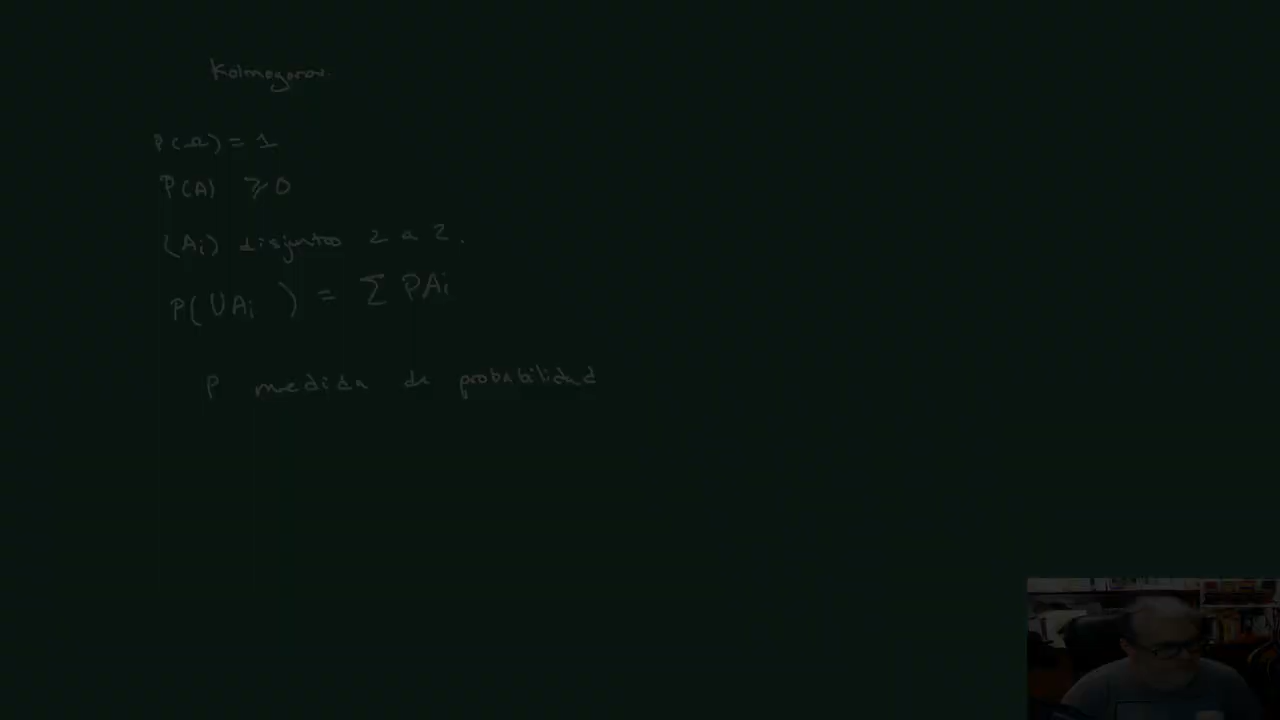 Kolmogorov.
P(Ω) = 1
P(A) ⩾ 0
(Ai) disjuntos 2 a 2.
P(∪Ai) = Σ PAi
P medida de probabilidad